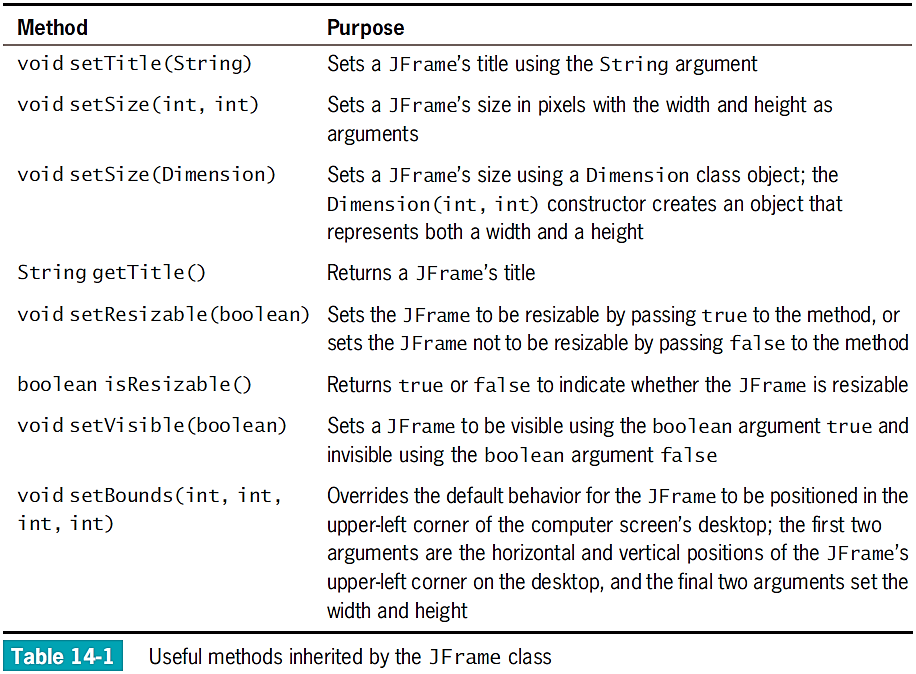 Method Purpose
void setTitle(String) Sets a JFrame's title using the String argument
void setSize(int, int) Sets a JFrame's size in pixels with the width and height as
arguments
void setSize(Dimension) Sets a JFrame's size using a Dimension class object; the
Dimension(int, int) constructor creates an object that
represents both a width and a height
String getTitle() Returns a JFrame's title
void setResizable(boolean) Sets the JFrame to be resizable by passing true to the method, or
sets the JFrame not to be resizable by passing false to the method
boolean isResizable() Returns true or false to indicate whether the JFrame is resizable
void setVisible(boolean) Sets a JFrame to be visible using the boolean argument true and
invisible using the boolean argument false
void setBounds(int, int, Overrides the default behavior for the JFrame to be positioned in the
int, int) upper-left corner of the computer screen's desktop; the first two
arguments are the horizontal and vertical positions of the JFrame's
upper-left corner on the desktop, and the final two arguments set the
width and height
Table 14-1 Useful methods inherited by the JFrame class